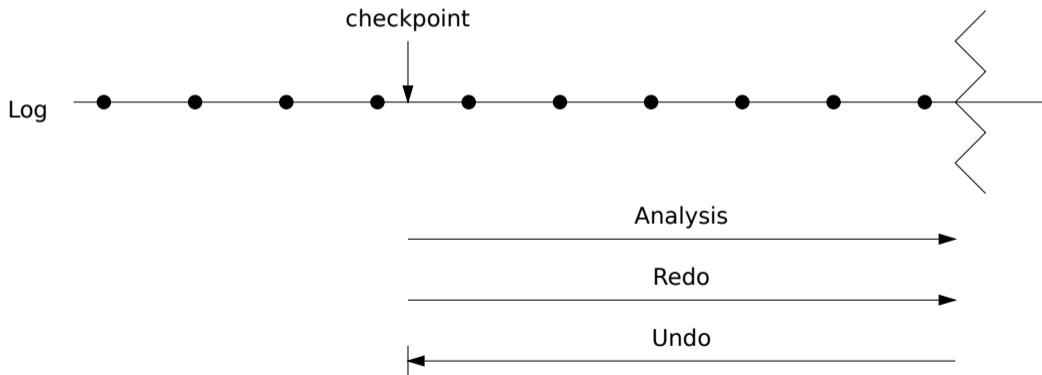 checkpoint
Log
Analysis
Redo
Undo